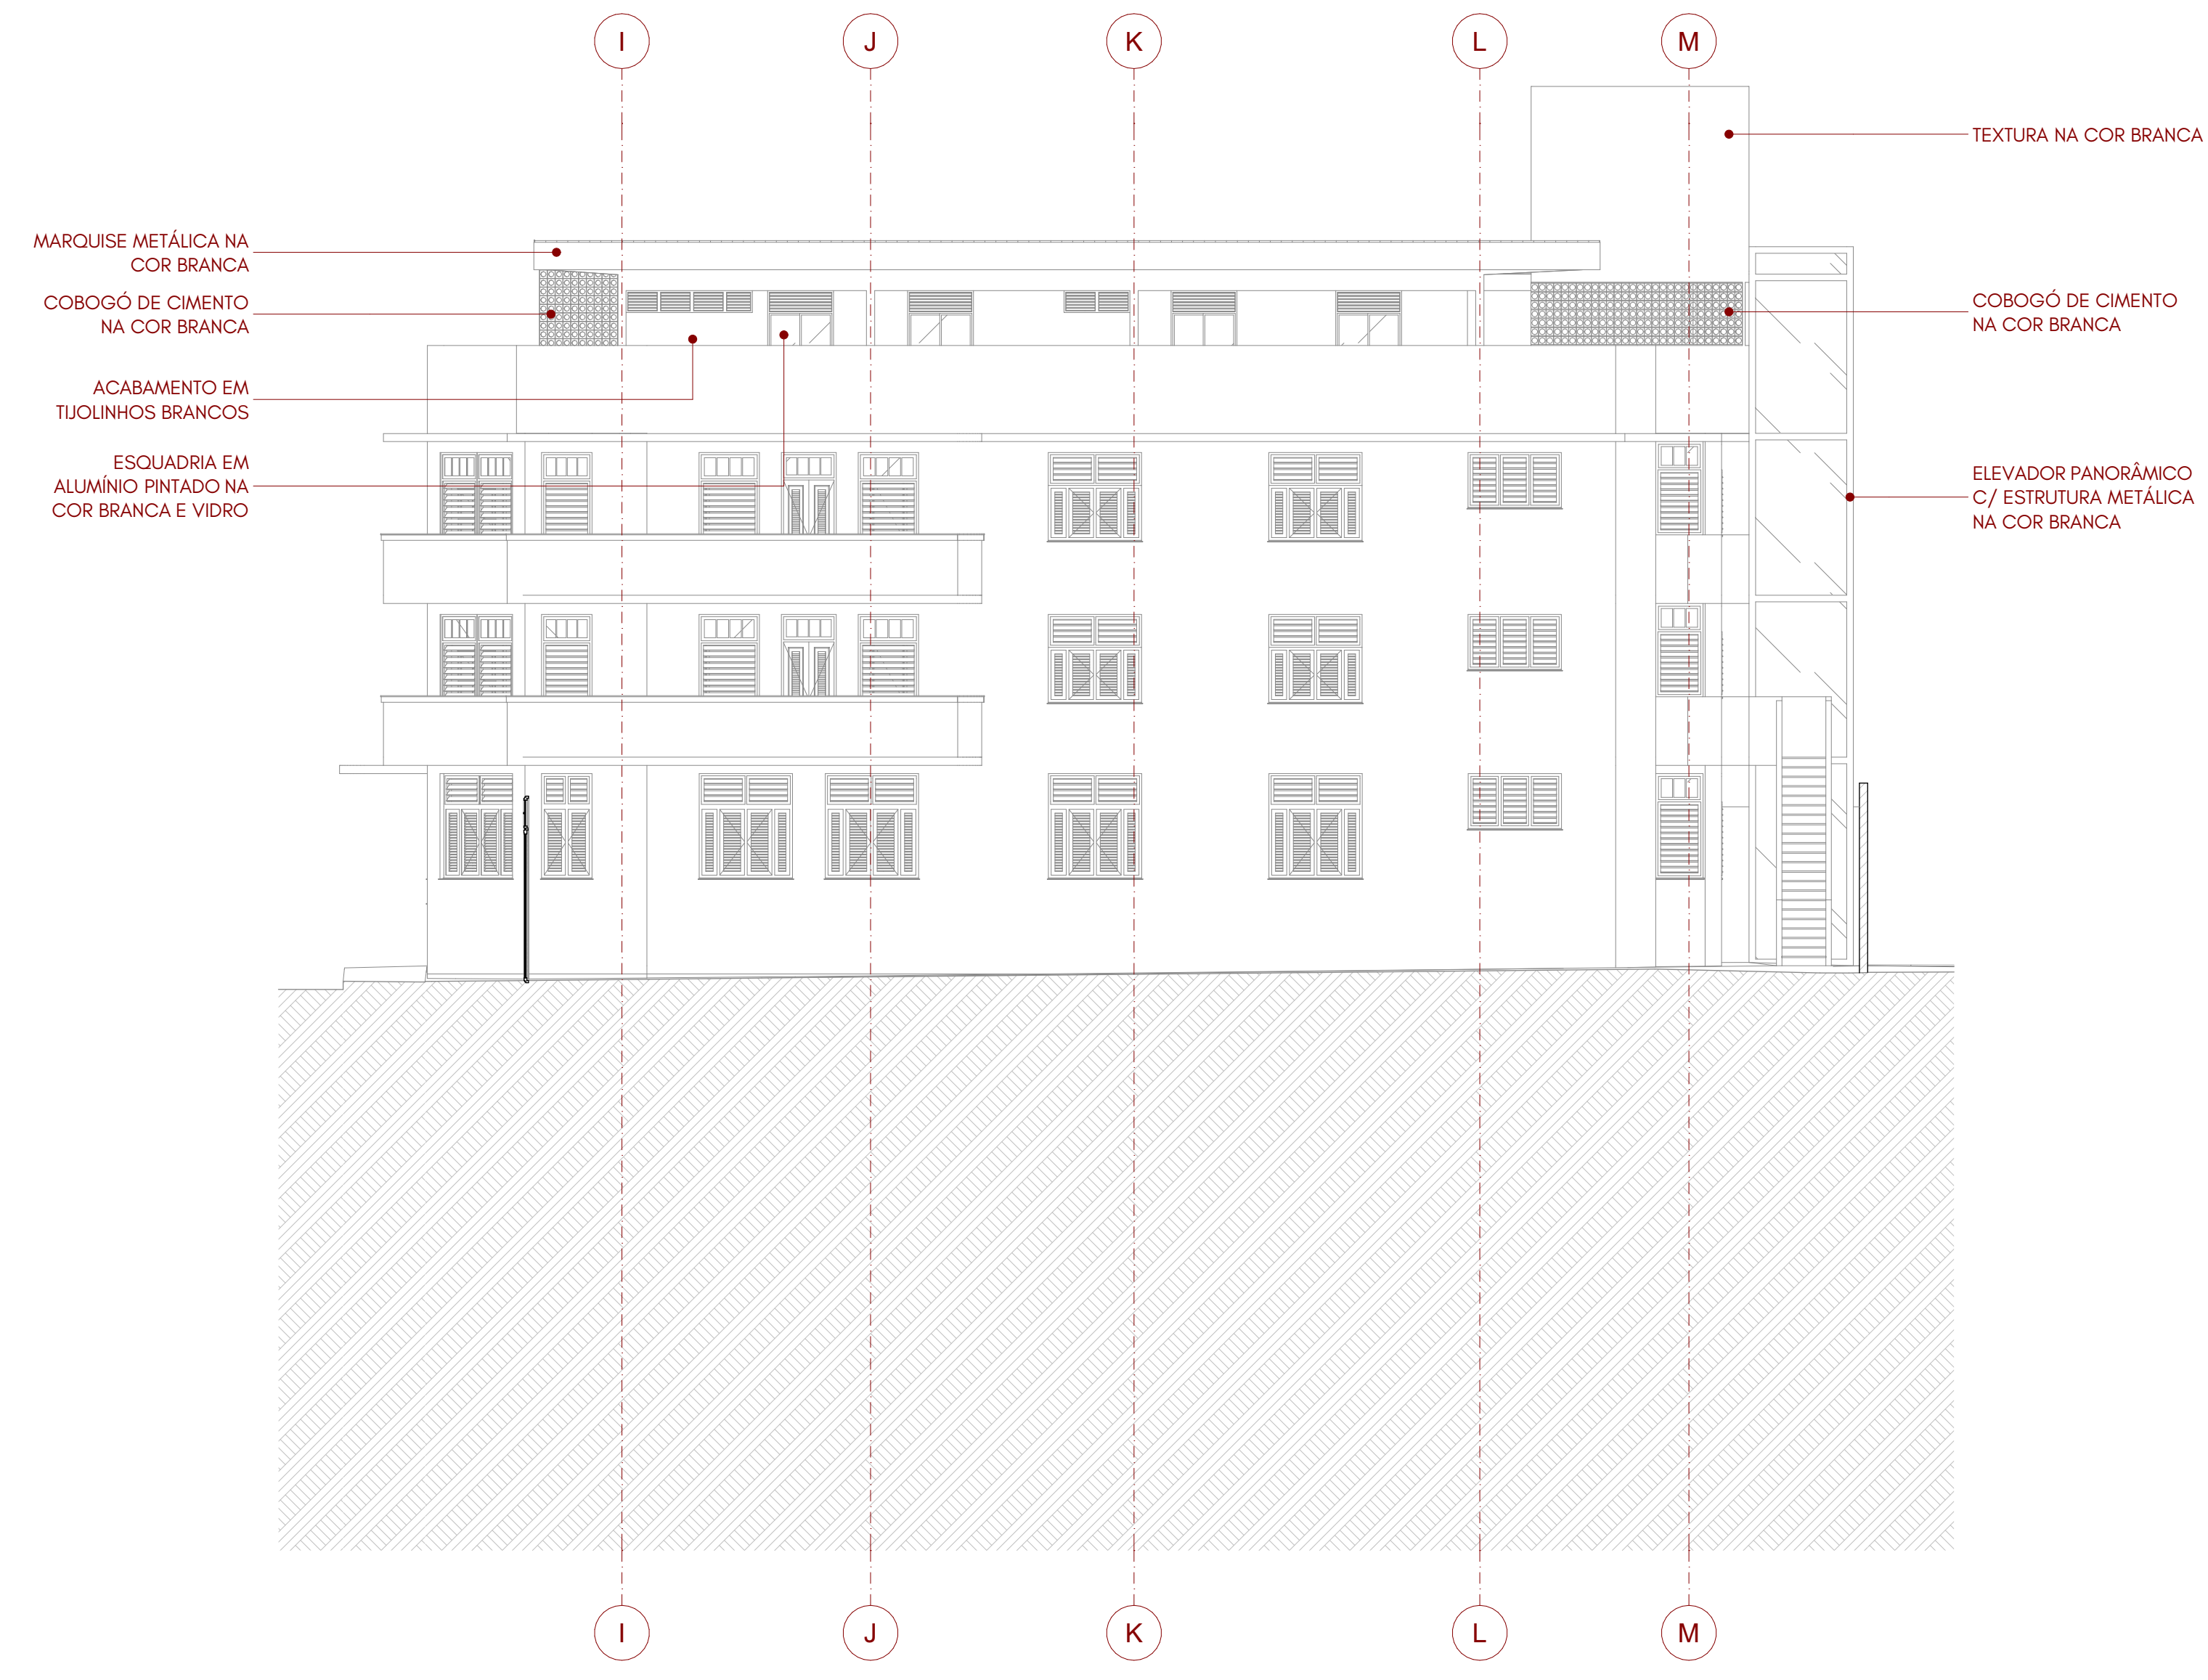 I
J
K
L
M
TEXTURA NA COR BRANCA
MARQUISE METÁLICA NA
COR BRANCA
COBOGÓ DE CIMENTO
NA COR BRANCA
ACABAMENTO EM
TIJOLINHOS BRANCOS
ESQUADRIA EM
ALUMÍNIO PINTADO NA
COR BRANCA E VIDRO
COBOGÓ DE CIMENTO
NA COR BRANCA
ELEVADOR PANORÂMICO
C/ ESTRUTURA METÁLICA
NA COR BRANCA
I
J
K
L
M